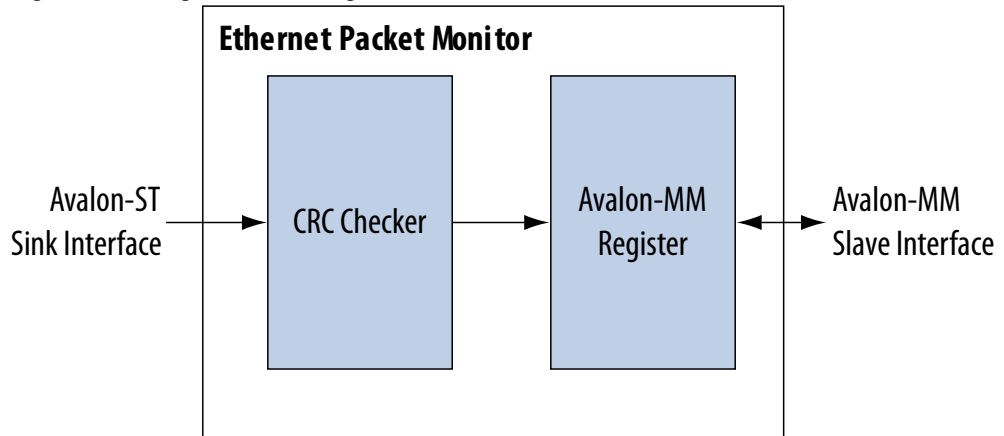 Ethernet Packet Monitor
Avalon-ST
Sink Interface
CRC Checker
Avalon-MM
Register
Avalon-MM
Slave Interface